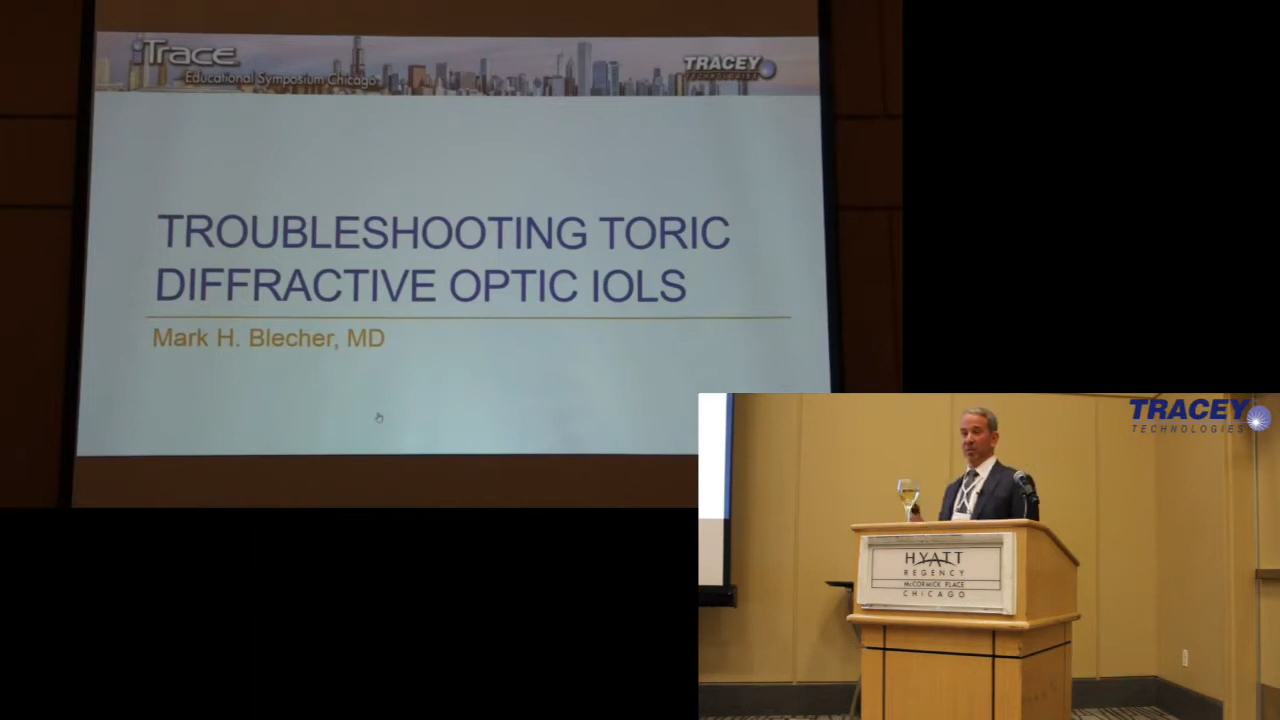 iTrace
Educational Symposium Chicago
TRACEY
TECHNOLOGIES
TROUBLESHOOTING TORIC
DIFFRACTIVE OPTIC IOLS
Mark H. Blecher, MD
TRACEY
TECHNOLOGIES
HYATT
REGENCY
McCORMICK PLACE
CHICAGO